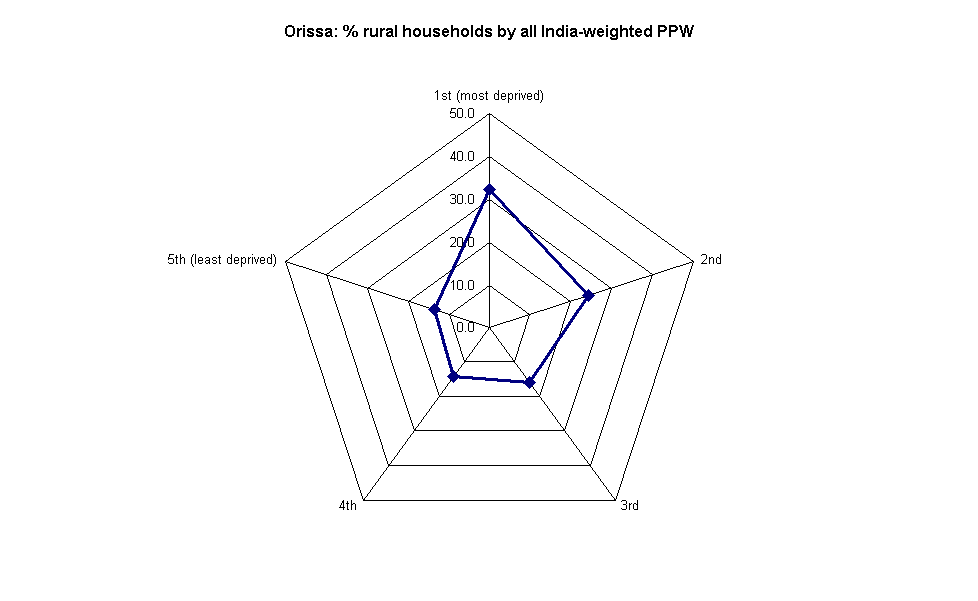 Orissa: % rural households by all India-weighted PPW
1st (most deprived)
50.0
40.0
30.0
20.0
10.0
0.0
2nd
3rd
4th
5th (least deprived)